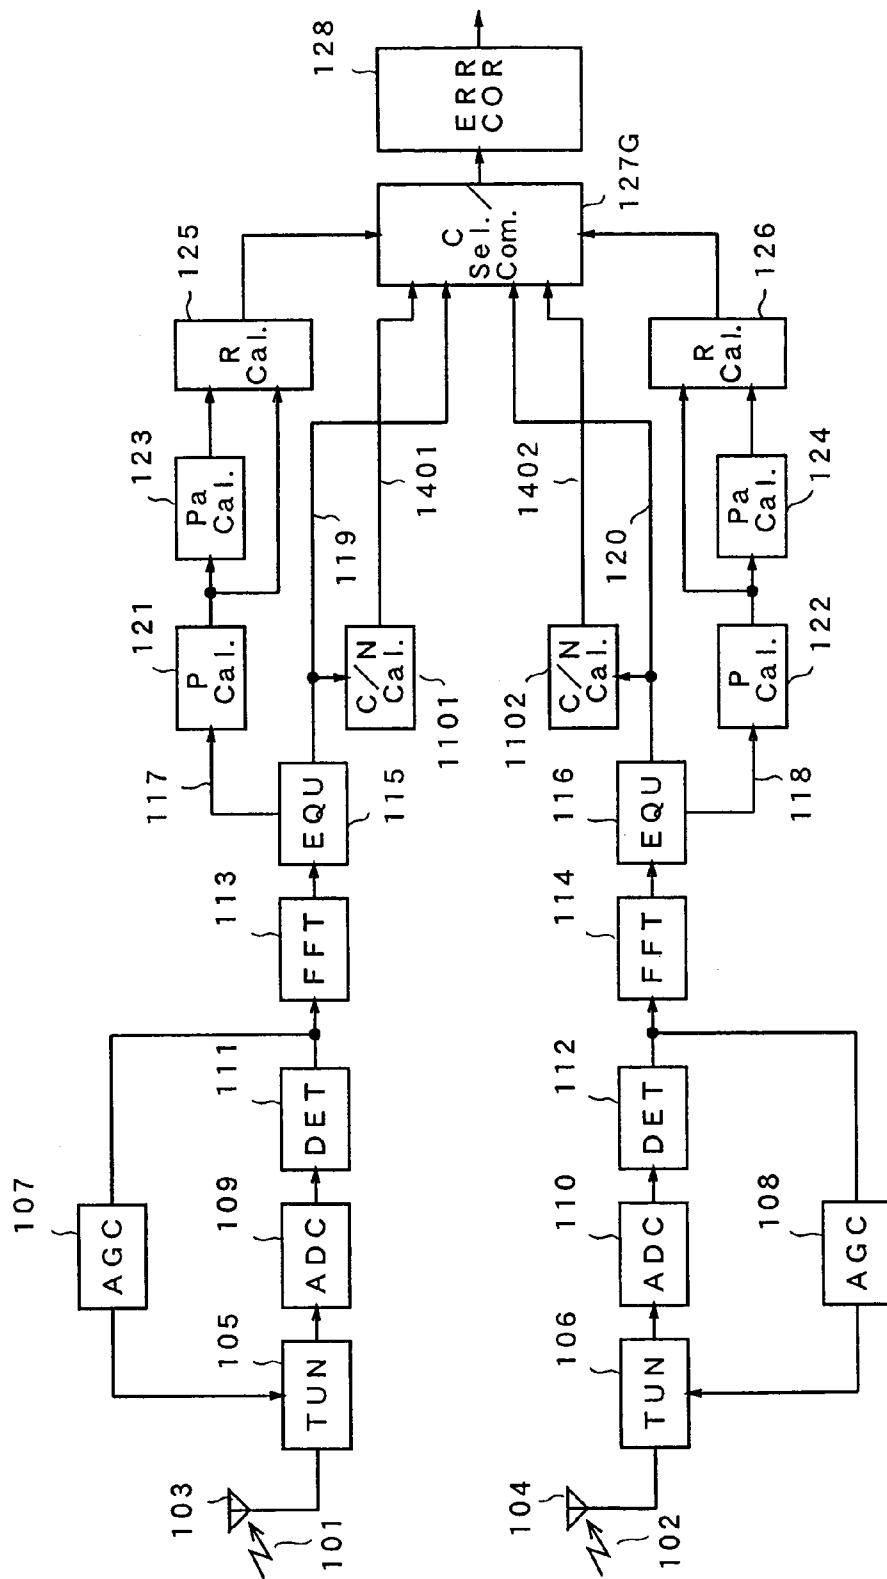 107
AGC
103
101
105
TUN
109
ADC
111
DET
113
FFT
115
EQU
117
121
P
Cal.
123
Pa
Cal.
125
R
Cal.
119
1101
C/N
Cal.
1401
127G
C
Sel./
Com.
128
ERR
COR
104
102
106
TUN
110
ADC
112
DET
108
AGC
114
FFT
116
EQU
118
122
P
Cal.
1102
C/N
Cal.
1402
120
124
Pa
Cal.
126
R
Cal.